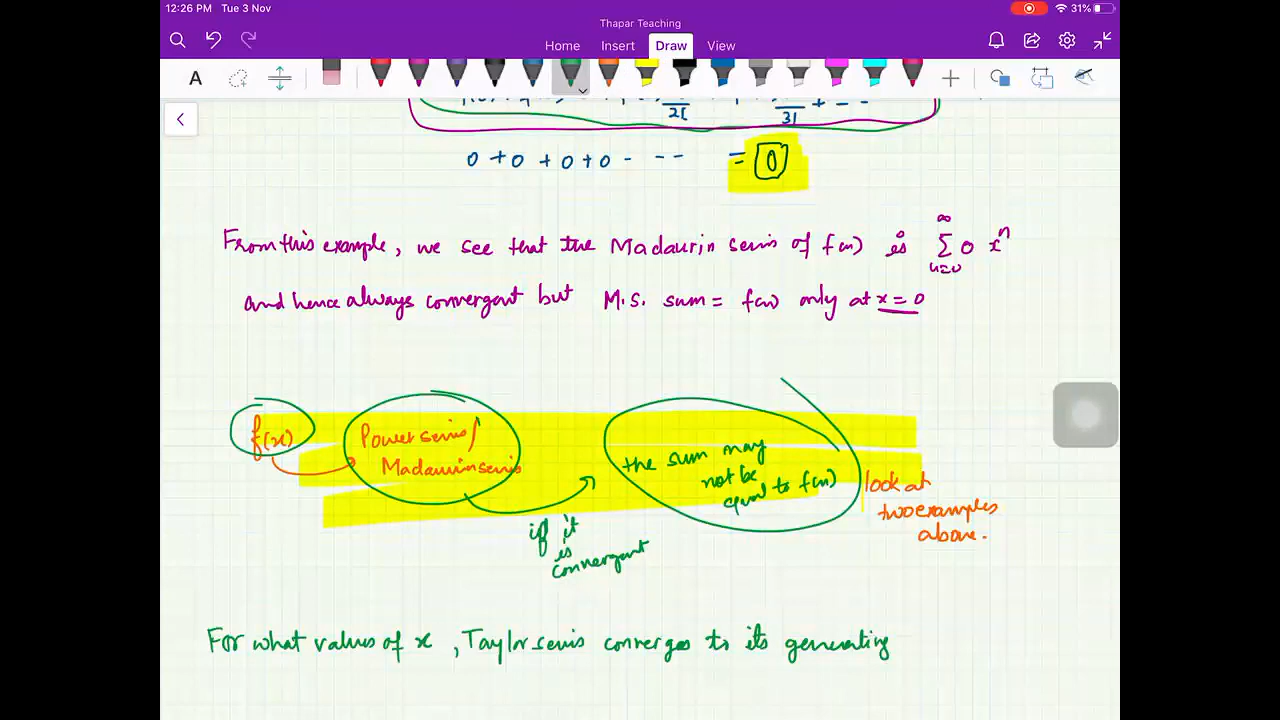 12:26 PM Tue 3 Nov 31%
Thapar Teaching
Home Insert Draw View
A
2! 3! + - -
0 + 0 + 0 + 0 - - - = 0
From this example, we see that the Maclaurin series of f(x) is ∑ n=0 ∞ 0 xⁿ
and hence always convergent but M.S. sum = f(x) only at x = 0
f(x) Power series/
Maclaurin series
the sum may
not be
equal to f(x)
look at
two examples
above.
if it
is
convergent
For what values of x, Taylor series converges to its generating